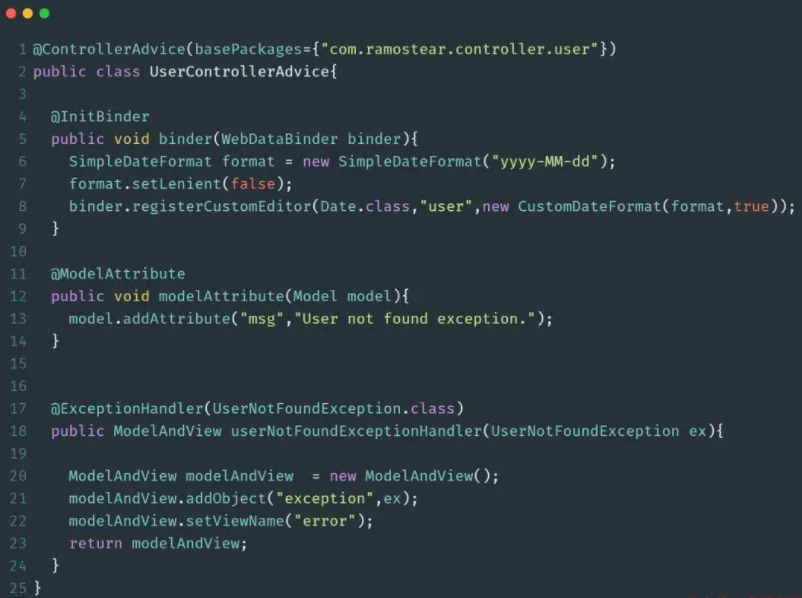 1 @ControllerAdvice(basePackages={"com.ramostear.controller.user"})
2 public class UserControllerAdvice{
3
4 @InitBinder
5 public void binder(WebDataBinder binder){
6 SimpleDateFormat format = new SimpleDateFormat("yyyy-MM-dd");
7 format.setLenient(false);
8 binder.registerCustomEditor(Date.class,"user",new CustomDateFormat(format,true));
9 }
10
11 @ModelAttribute
12 public void modelAttribute(Model model){
13 model.addAttribute("msg","User not found exception.");
14 }
15
16
17 @ExceptionHandler(UserNotFoundException.class)
18 public ModelAndView userNotFoundExceptionHandler(UserNotFoundException ex){
19
20 ModelAndView modelAndView  = new ModelAndView();
21 modelAndView.addObject("exception",ex);
22 modelAndView.setViewName("error");
23 return modelAndView;
24 }
25 }